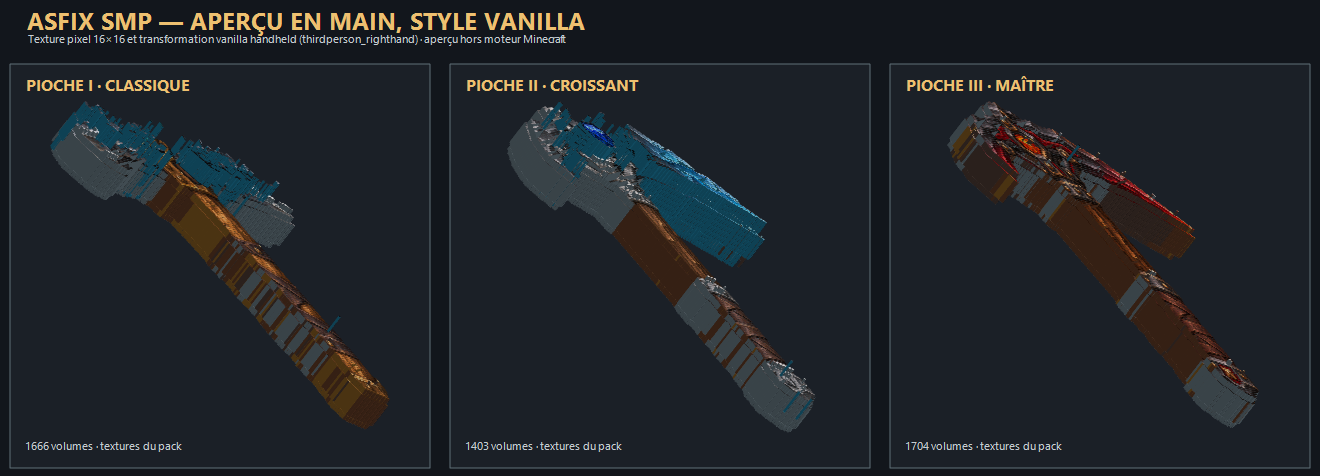 ASFIX SMP — APERÇU EN MAIN, STYLE VANILLA
Texture pixel 16×16 et transformation vanilla handheld (thirdperson_righthand) · aperçu hors moteur Minecraft
PIOCHE I · CLASSIQUE
PIOCHE II · CROISSANT
PIOCHE III · MAÎTRE
1666 volumes · textures du pack
1403 volumes · textures du pack
1704 volumes · textures du pack